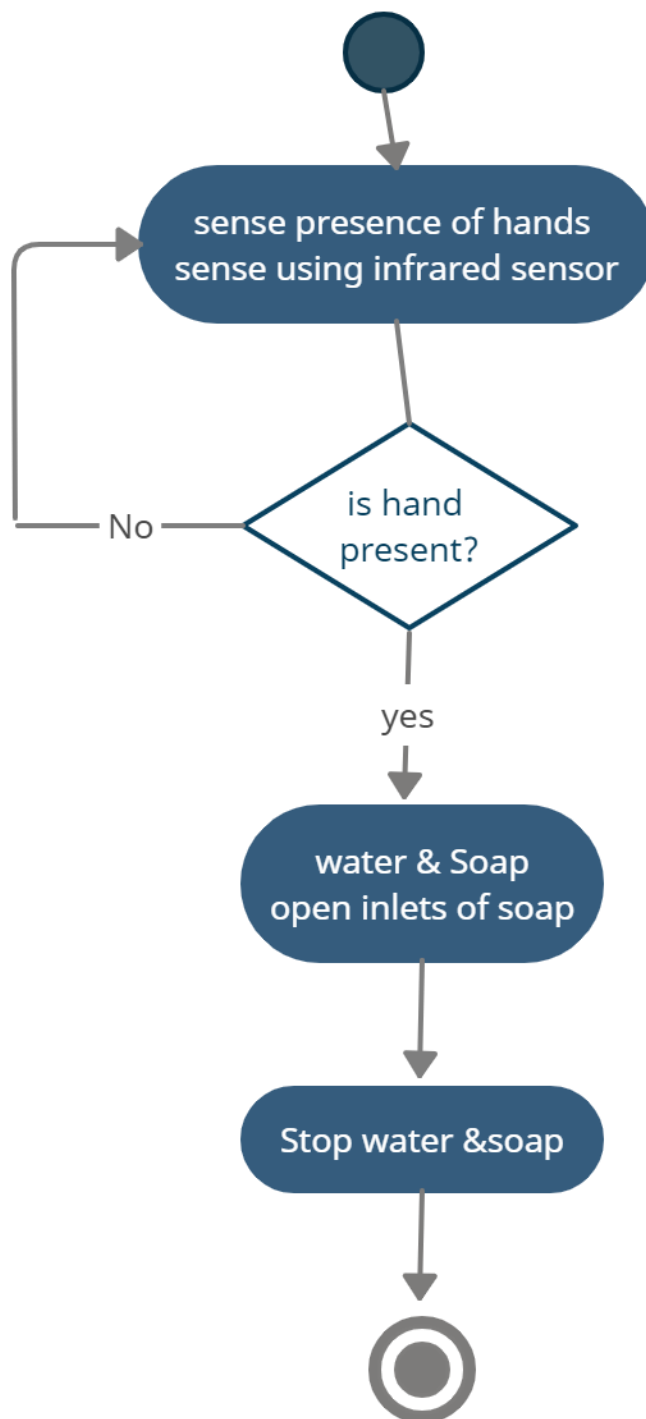 sense presence of hands
sense using infrared sensor
is hand
present?
No
yes
water & Soap
open inlets of soap
Stop water &soap